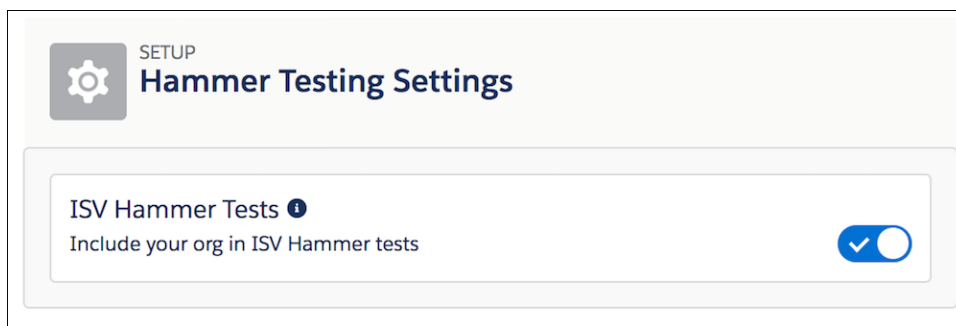 SETUP
Hammer Testing Settings
ISV Hammer Tests
Include your org in ISV Hammer tests